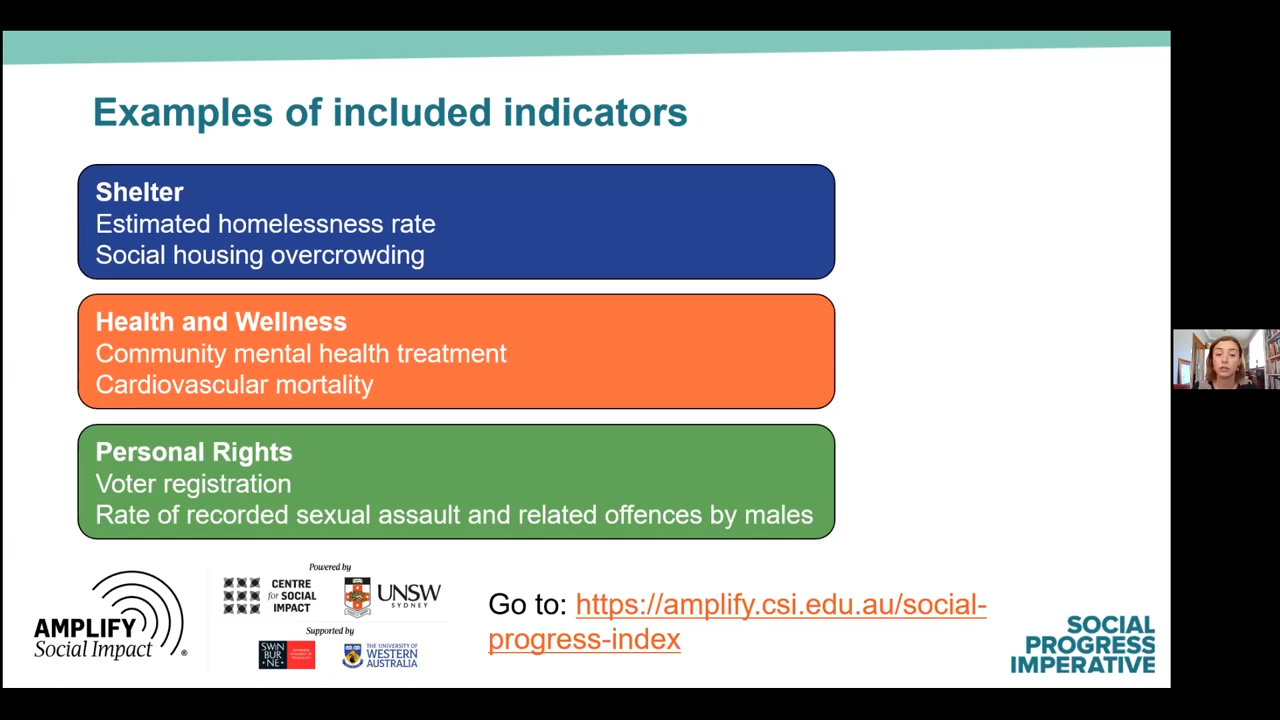 Examples of included indicators
Shelter
Estimated homelessness rate
Social housing overcrowding
Health and Wellness
Community mental health treatment
Cardiovascular mortality
Personal Rights
Voter registration
Rate of recorded sexual assault and related offences by males
AMPLIFY
Social Impact
®
Powered by
CENTRE
for SOCIAL
IMPACT
UNSW
SYDNEY
Supported by
SWIN
BUR
NE
THE UNIVERSITY OF
WESTERN
AUSTRALIA
Go to: https://amplify.csi.edu.au/social-
progress-index
SOCIAL
PROGRESS
IMPERATIVE